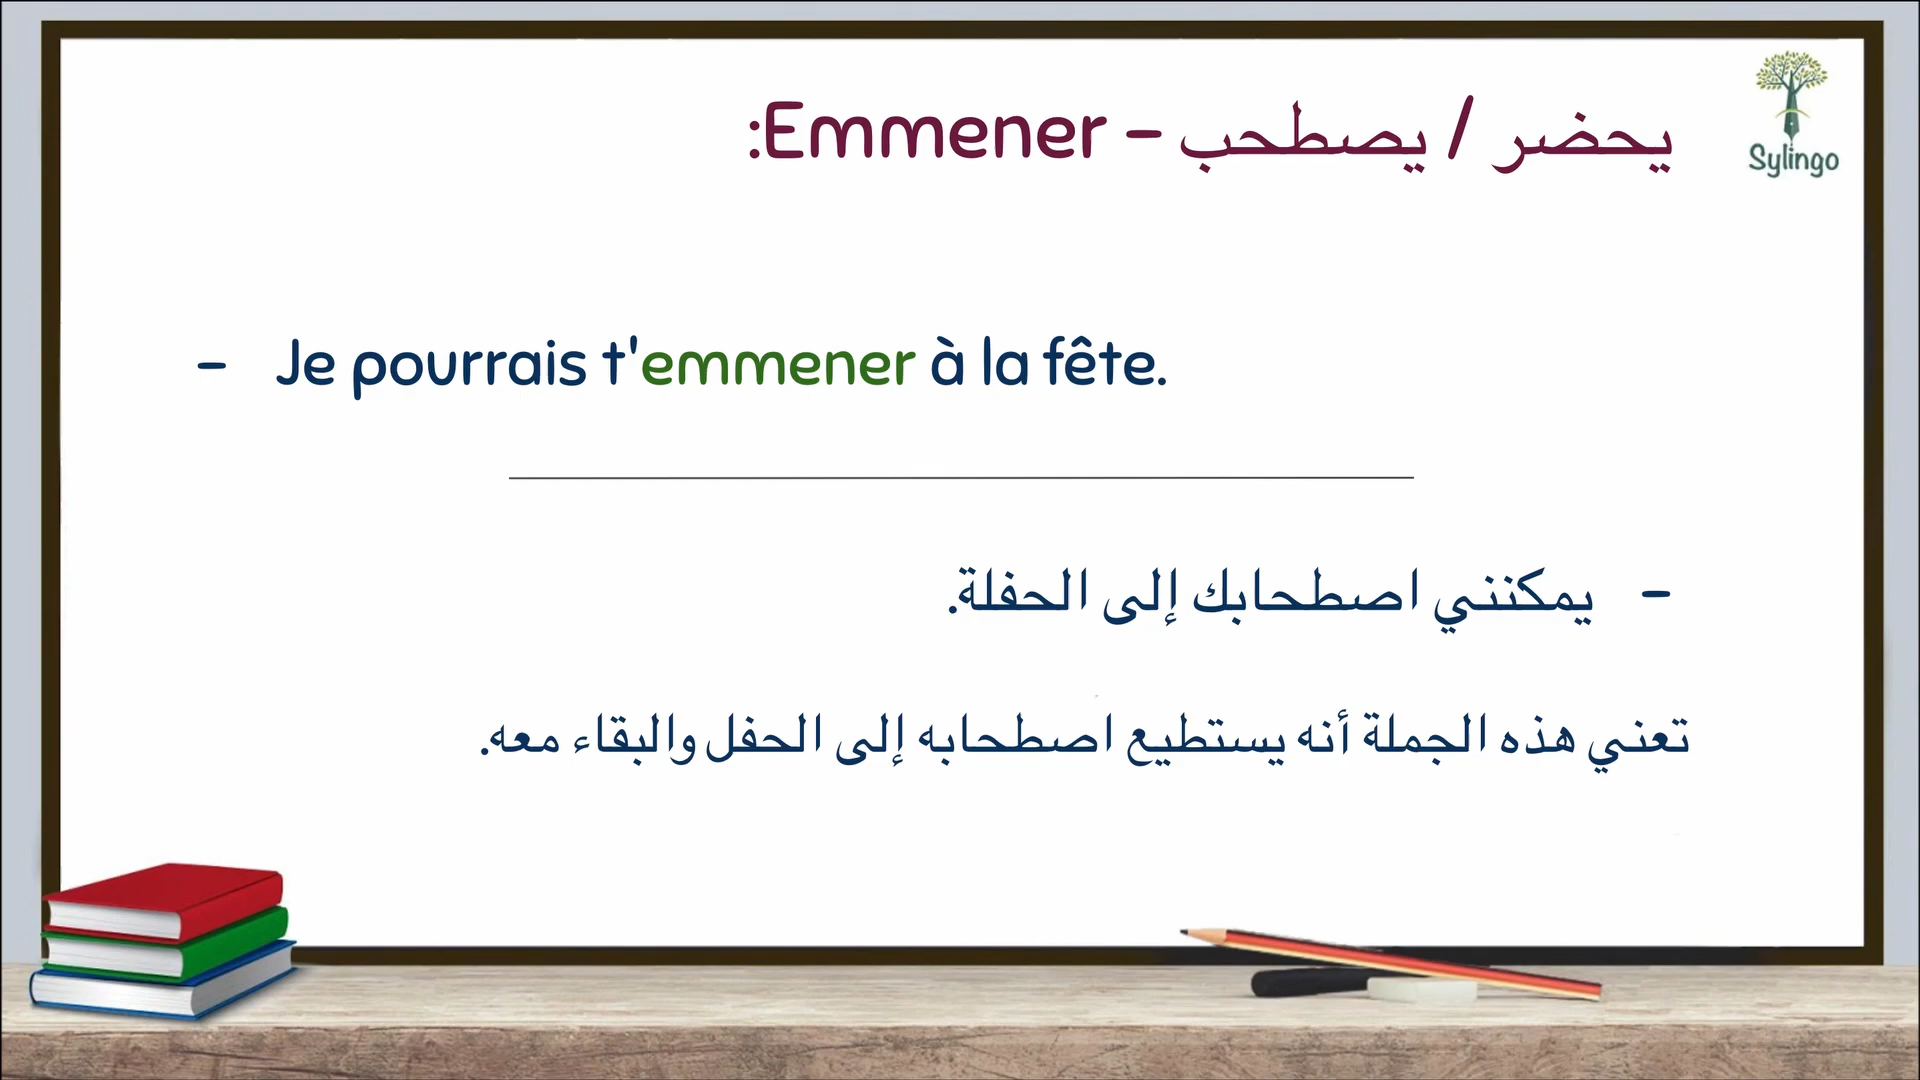 يحضر / يصطحب – Emmener:
Sylingo
- Je pourrais t'emmener à la fête.
- يمكنني اصطحابك إلى الحفلة.
تعني هذه الجملة أنه يستطيع اصطحابه إلى الحفل والبقاء معه.